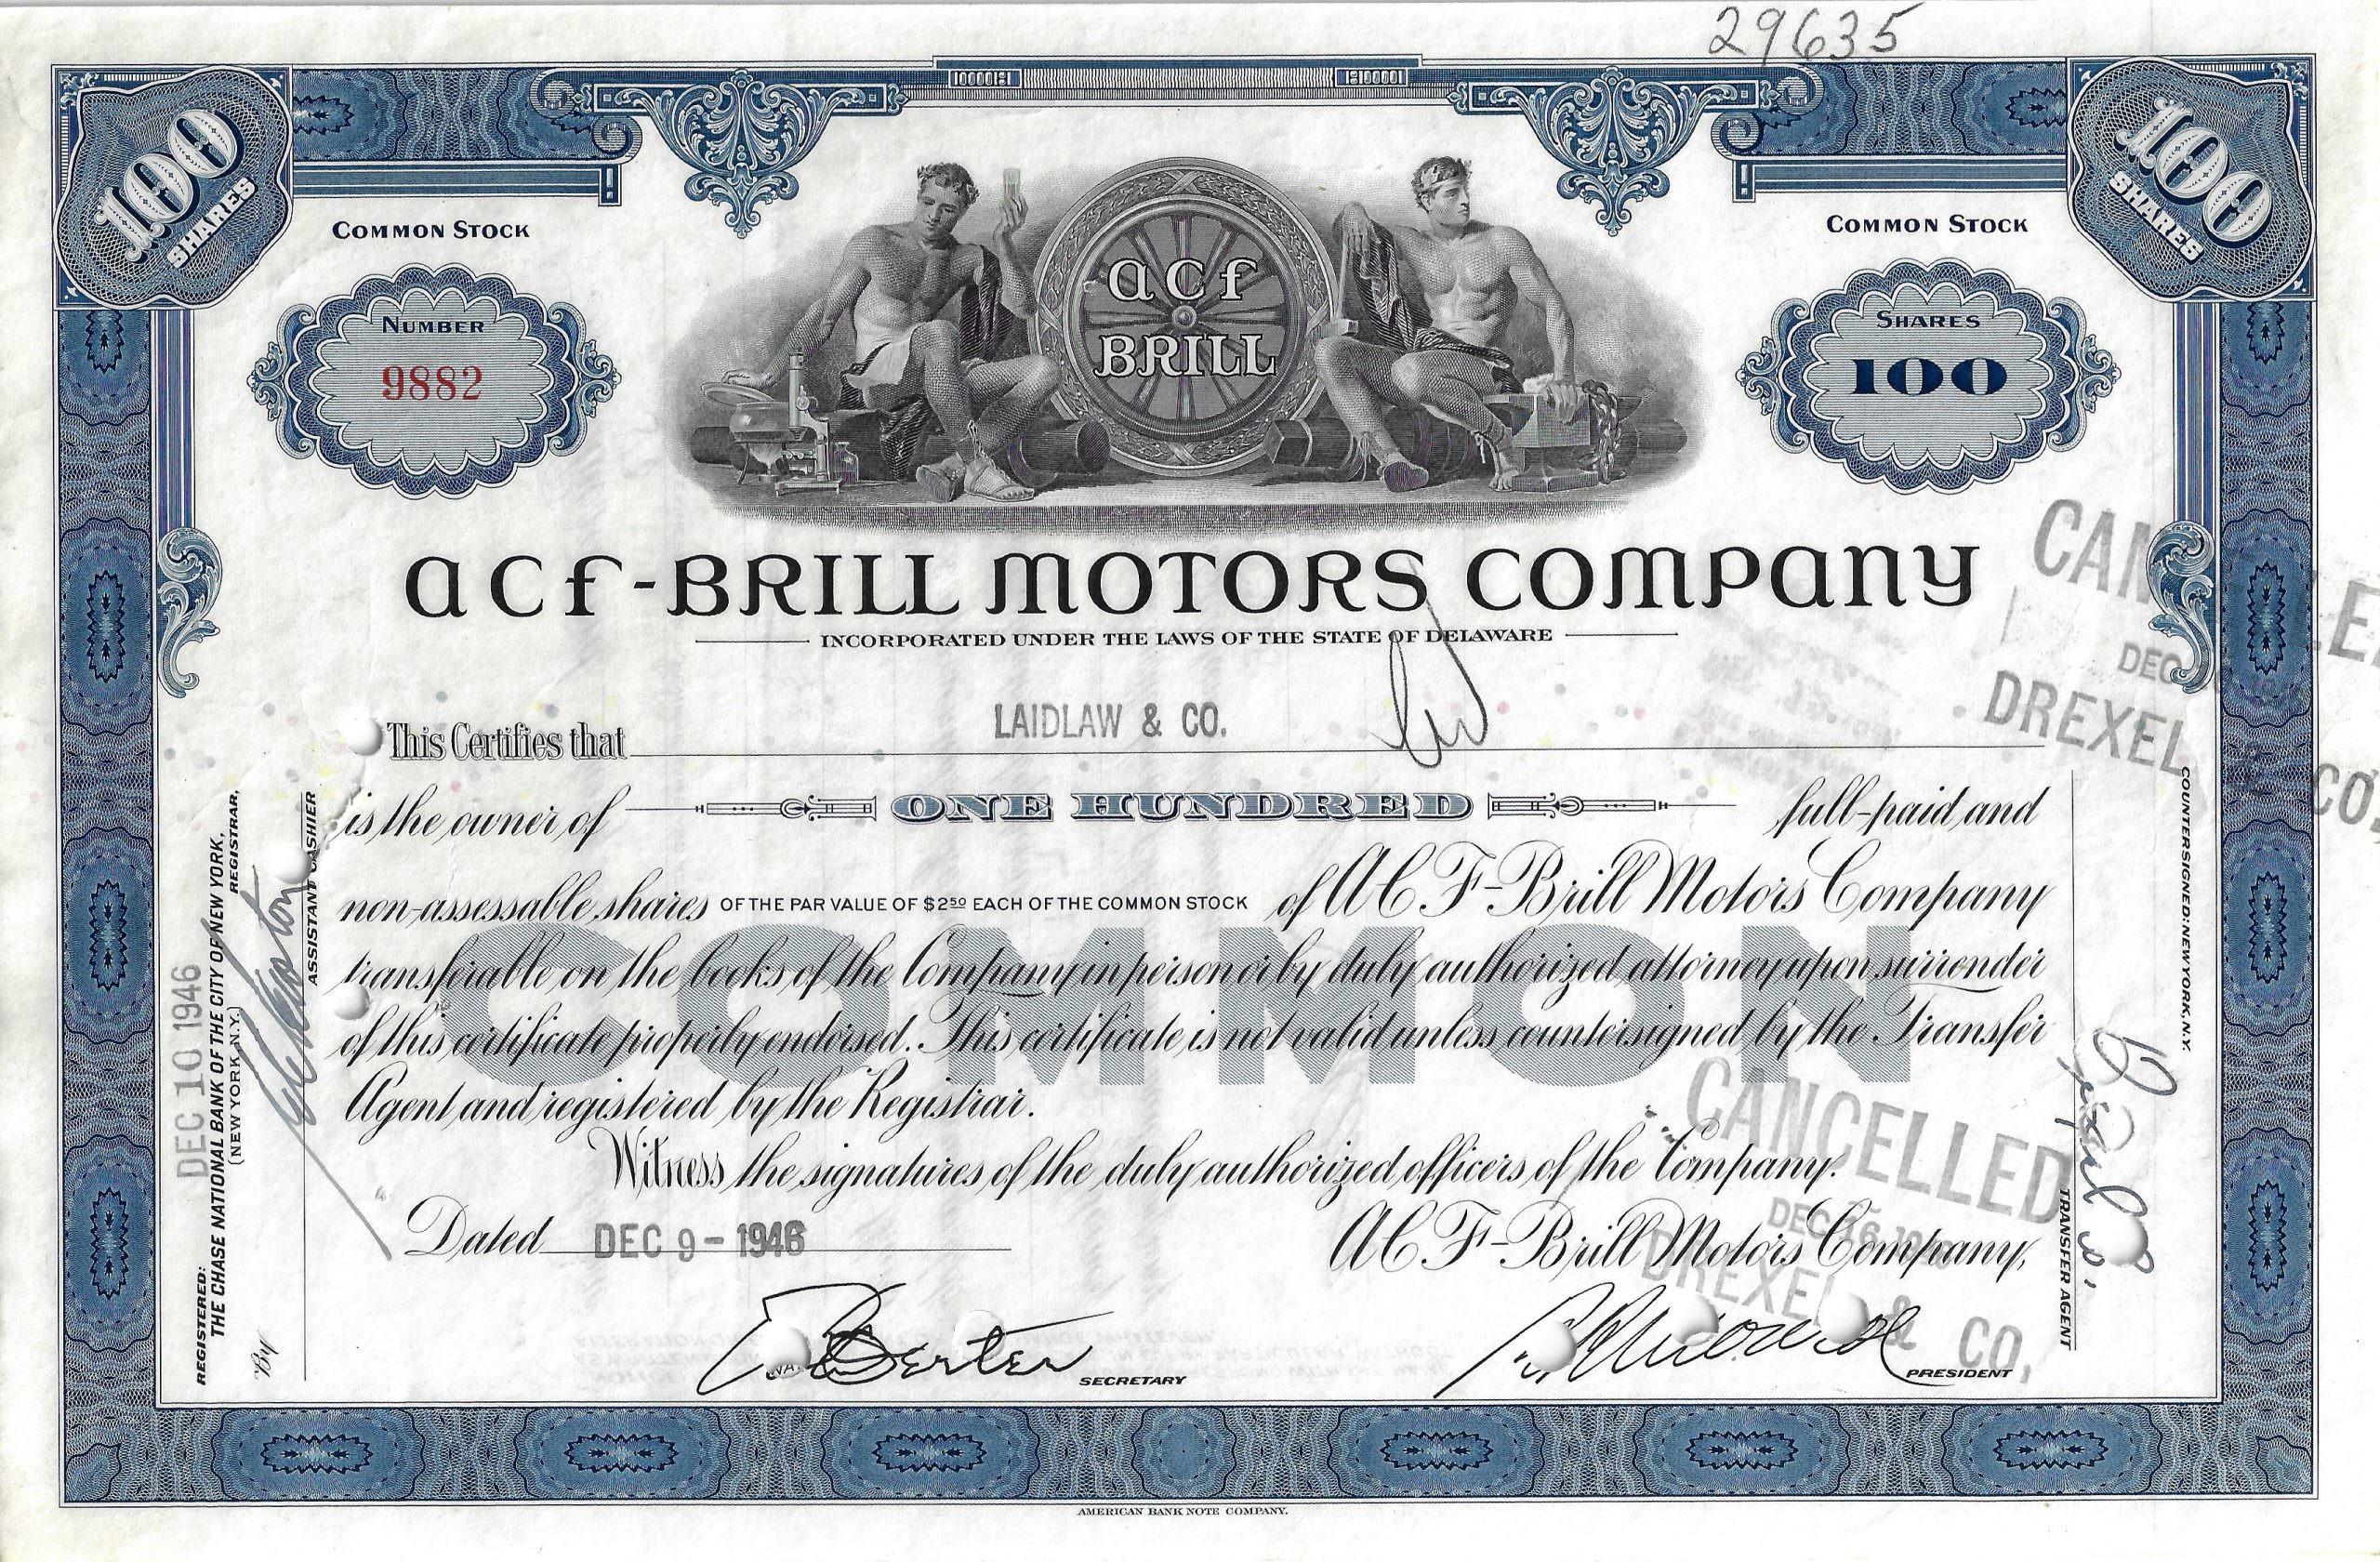 29635
100 SHARES
100 SHARES
COMMON STOCK
COMMON STOCK
NUMBER
9882
acf
BRILL
SHARES
100
acf-BRILL MOTORS COMPANY
INCORPORATED UNDER THE LAWS OF THE STATE OF DELAWARE
CANCELLED
DEC
DREXEL & CO.
This Certifies that LAIDLAW & CO.
is the owner of ONE HUNDRED full-paid and
non-assessable shares OF THE PAR VALUE OF $2.50 EACH OF THE COMMON STOCK of A C F-Brill Motors Company
transferable on the books of the Company in person or by duly authorized attorney upon surrender
of this certificate properly endorsed. This certificate is not valid unless countersigned by the Transfer
Agent and registered by the Registrar.
COMMON
Witness the signatures of the duly authorized officers of the Company.
Dated DEC 9 - 1946
A C F-Brill Motors Company,
CANCELLED
DEC 16
DREXEL & CO.
SECRETARY
PRESIDENT
REGISTERED:
THE CHASE NATIONAL BANK OF THE CITY OF NEW YORK,
(NEW YORK, N.Y.) REGISTRAR,
DEC 10 1946
By
ASSISTANT CASHIER
COUNTERSIGNED: NEW YORK, N.Y.
TRANSFER AGENT
AMERICAN BANK NOTE COMPANY.